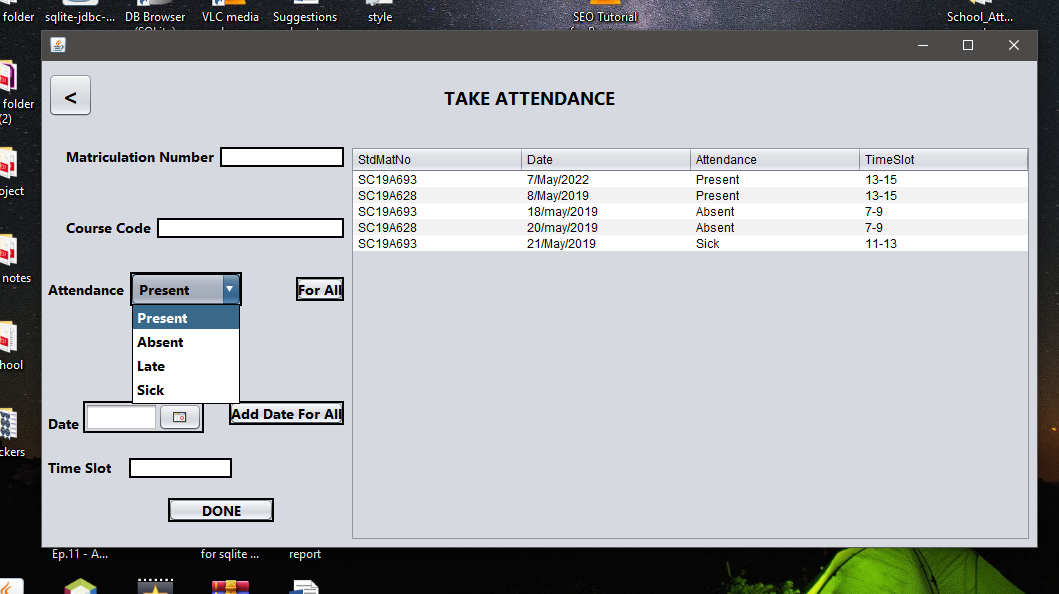 folder sqlite-jdbc-... DB Browser VLC media Suggestions style SEO Tutorial School_Att...
TAKE ATTENDANCE
<
folder
(2)
Matriculation Number
StdMatNo Date Attendance TimeSlot
SC19A693 7/May/2022 Present 13-15
SC19A628 8/May/2019 Present 13-15
SC19A693 18/may/2019 Absent 7-9
SC19A628 20/may/2019 Absent 7-9
SC19A693 21/May/2019 Sick 11-13
oject
Course Code
notes
Attendance Present For All
Present
Absent
Late
Sick
hool
Date Add Date For All
ckers
Time Slot
DONE
Ep.11 - A... for sqlite ... report